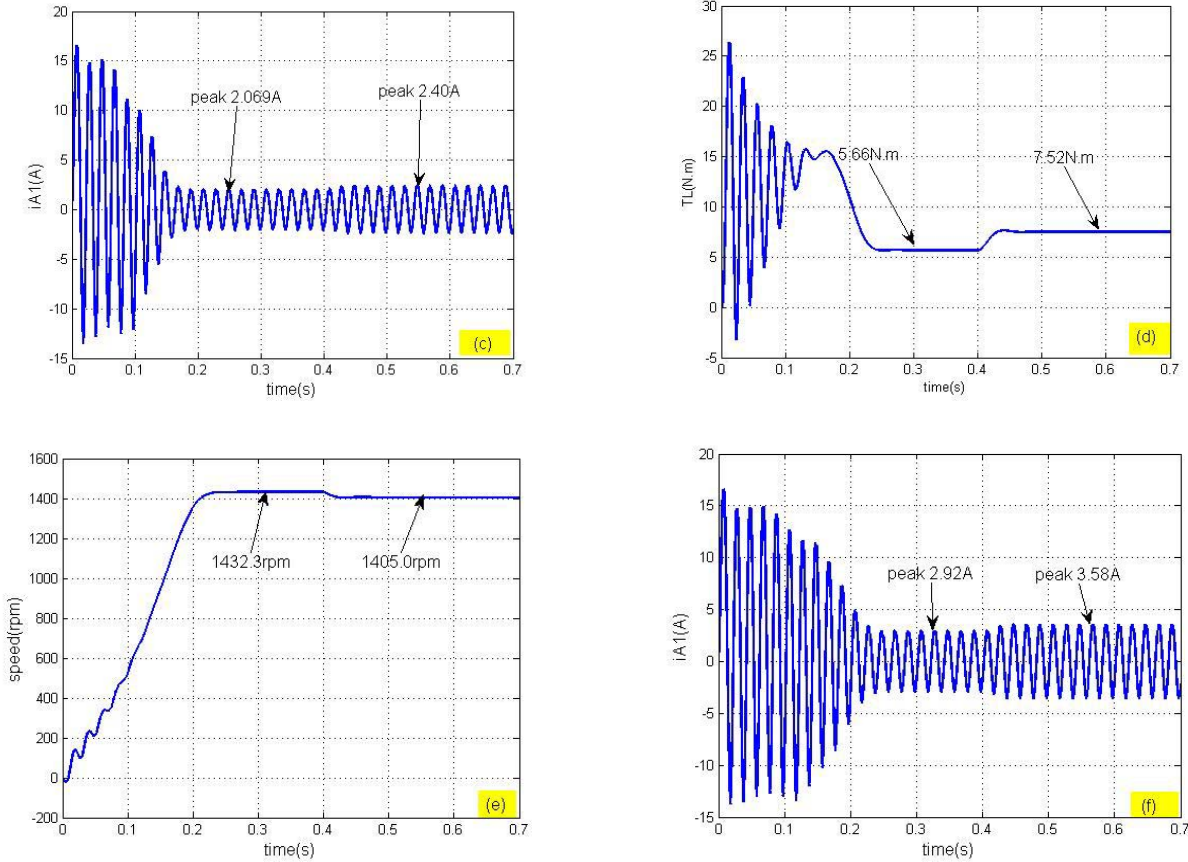 20
15
10
5
0
-5
-10
-15
iA1(A)
peak 2.069A
peak 2.40A
(c)
0 0.1 0.2 0.3 0.4 0.5 0.6 0.7
time(s)
30
25
20
15
10
5
0
-5
TL(N.m)
5.66N.m
7.52N.m
(d)
0 0.1 0.2 0.3 0.4 0.5 0.6 0.7
time(s)
1600
1400
1200
1000
800
600
400
200
0
-200
speed(rpm)
1432.3rpm
1405.0rpm
(e)
0 0.1 0.2 0.3 0.4 0.5 0.6 0.7
time(s)
20
15
10
5
0
-5
-10
-15
iA1(A)
peak 2.92A
peak 3.58A
(f)
0 0.1 0.2 0.3 0.4 0.5 0.6 0.7
time(s)